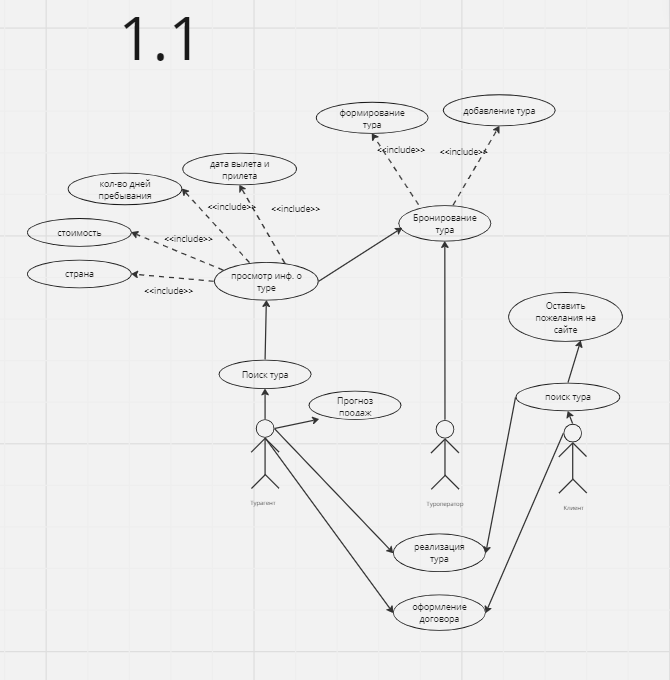 1.1
формирование
тура
добавление тура
<<include>>
<<include>>
дата вылета и
прилета
кол-во дней
пребывания
<<include>>
<<include>>
Бронирование
тура
стоимость
<<include>>
страна
просмотр инф. о
туре
<<include>>
Оставить
пожелания на
сайте
Поиск тура
Прогноз
продаж
поиск тура
Турагент
Туроператор
Клиент
реализация
тура
оформление
договора